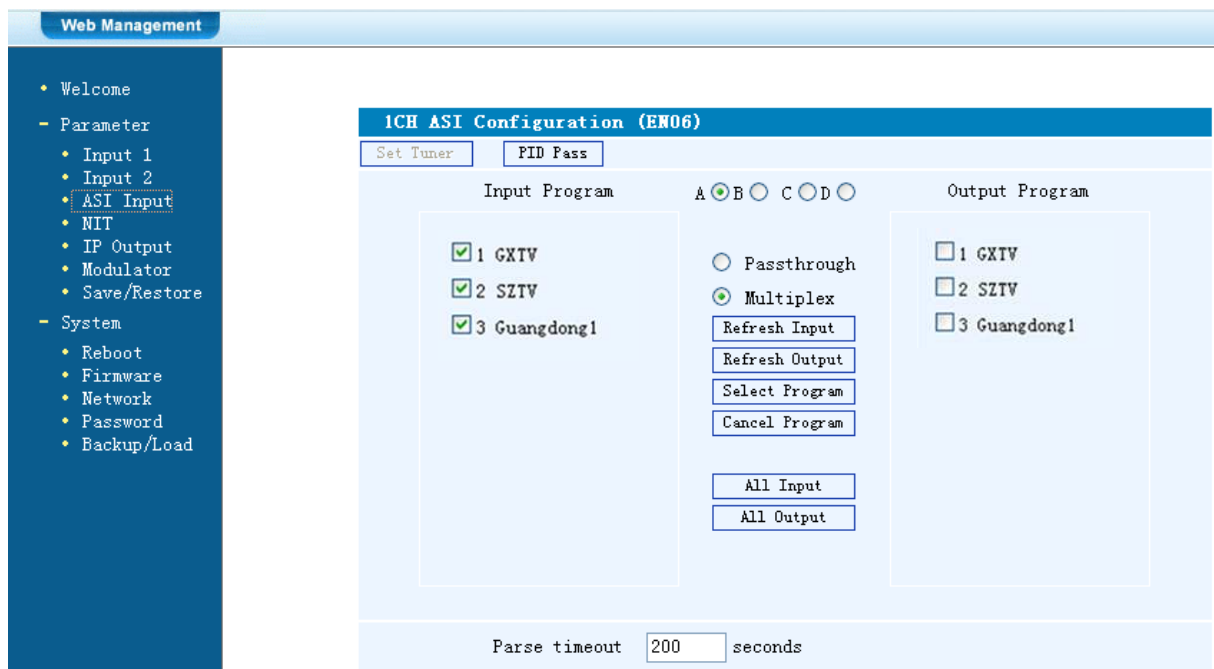 Web Management
Welcome
Parameter
Input 1
Input 2
ASI Input
NIT
IP Output
Modulator
Save/Restore
System
Reboot
Firmware
Network
Password
Backup/Load
1CH ASI Configuration (EN06)
Set Tuner PID Pass
Input Program A B C D Output Program
1 GXTV
2 SZTV
3 Guangdong1
Passthrough
Multiplex
Refresh Input
Refresh Output
Select Program
Cancel Program
All Input
All Output
1 GXTV
2 SZTV
3 Guangdong1
Parse timeout 200 seconds